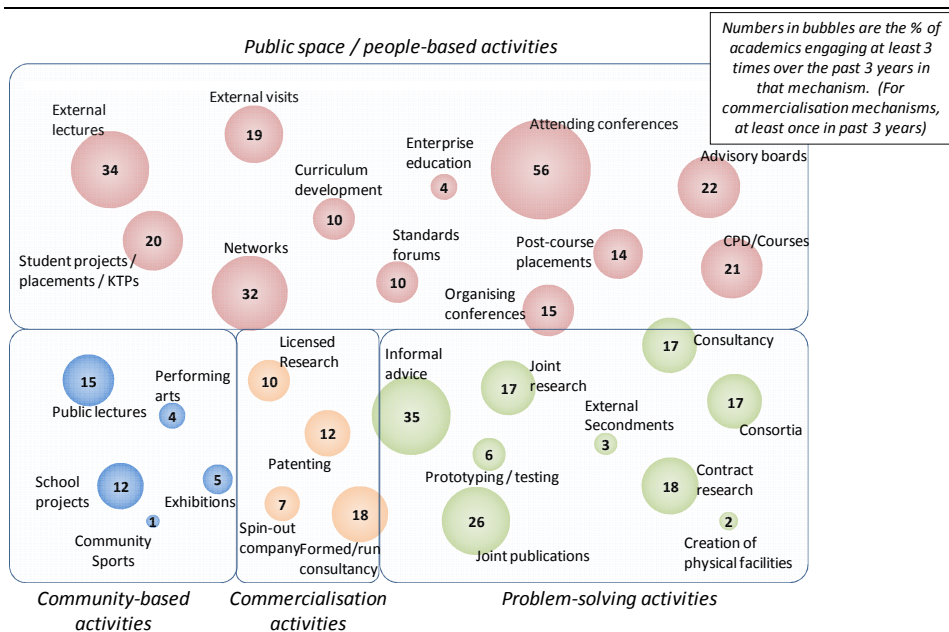 Public space / people-based activities
Numbers in bubbles are the % of
academics engaging at least 3
times over the past 3 years in
that mechanism. (For
commercialisation mechanisms,
at least once in past 3 years)
External
lectures
34
External visits
19
Curriculum
development
10
Enterprise
education
4
Attending conferences
56
Advisory boards
22
20
Student projects /
placements / KTPs
Networks
32
Standards
forums
10
Post-course
placements
14
CPD/Courses
21
Organising
conferences
15
15
Public lectures
Performing
arts
4
School
projects
12
5
Exhibitions
1
Community
Sports
Licensed
Research
10
12
Patenting
7
Spin-out
company
18
Formed/run
consultancy
Informal
advice
35
17
Joint
research
17
Consultancy
External
Secondments
3
17
Consortia
6
Prototyping / testing
Contract
research
18
26
Joint publications
2
Creation of
physical facilities
Community-based
activities
Commercialisation
activities
Problem-solving activities